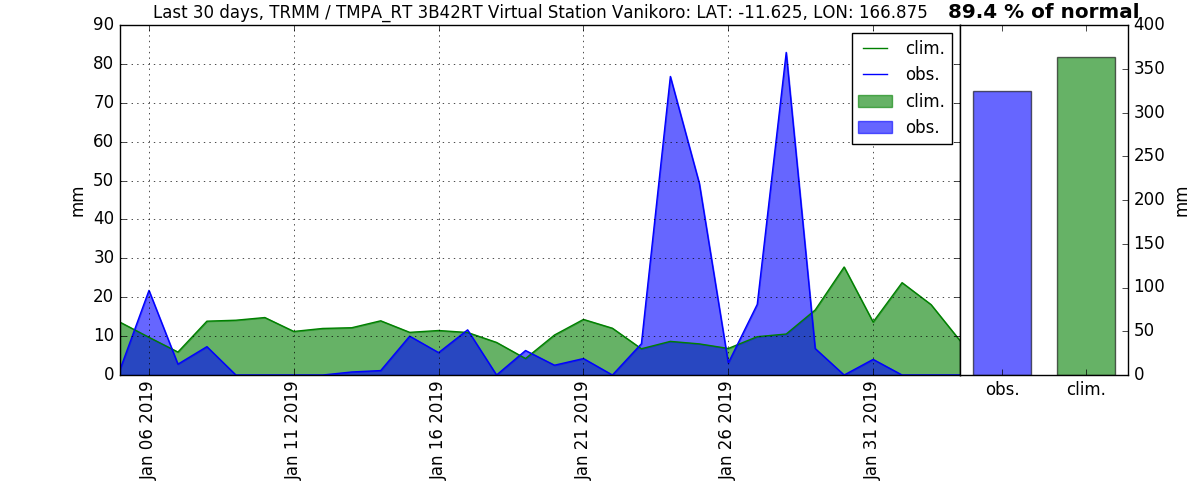 Last 30 days, TRMM / TMPA_RT 3B42RT Virtual Station Vanikoro: LAT: -11.625, LON: 166.875
89.4 % of normal
90
80
70
60
50
40
30
20
10
0
mm
clim.
obs.
clim.
obs.
Jan 06 2019
Jan 11 2019
Jan 16 2019
Jan 21 2019
Jan 26 2019
Jan 31 2019
obs.
clim.
400
350
300
250
200
150
100
50
0
mm